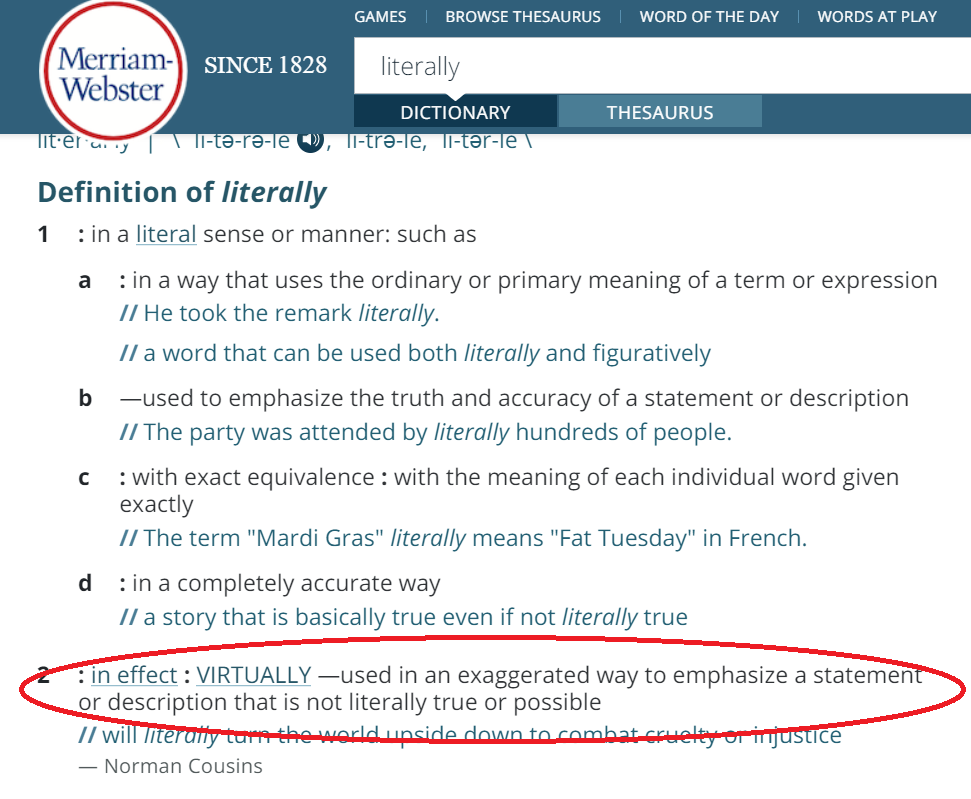 GAMES BROWSE THESAURUS WORD OF THE DAY WORDS AT PLAY
Merriam-
Webster
SINCE 1828
literally
DICTIONARY THESAURUS
\ ˈli-tə-rə-lē , ˈli-trə-lē, ˈli-tər-lē \
Definition of literally
1 : in a literal sense or manner: such as
a : in a way that uses the ordinary or primary meaning of a term or expression
// He took the remark literally.
// a word that can be used both literally and figuratively
b —used to emphasize the truth and accuracy of a statement or description
// The party was attended by literally hundreds of people.
c : with exact equivalence : with the meaning of each individual word given
exactly
// The term "Mardi Gras" literally means "Fat Tuesday" in French.
d : in a completely accurate way
// a story that is basically true even if not literally true
2 : in effect : VIRTUALLY —used in an exaggerated way to emphasize a statement
or description that is not literally true or possible
// will literally turn the world upside down to combat cruelty or injustice
— Norman Cousins